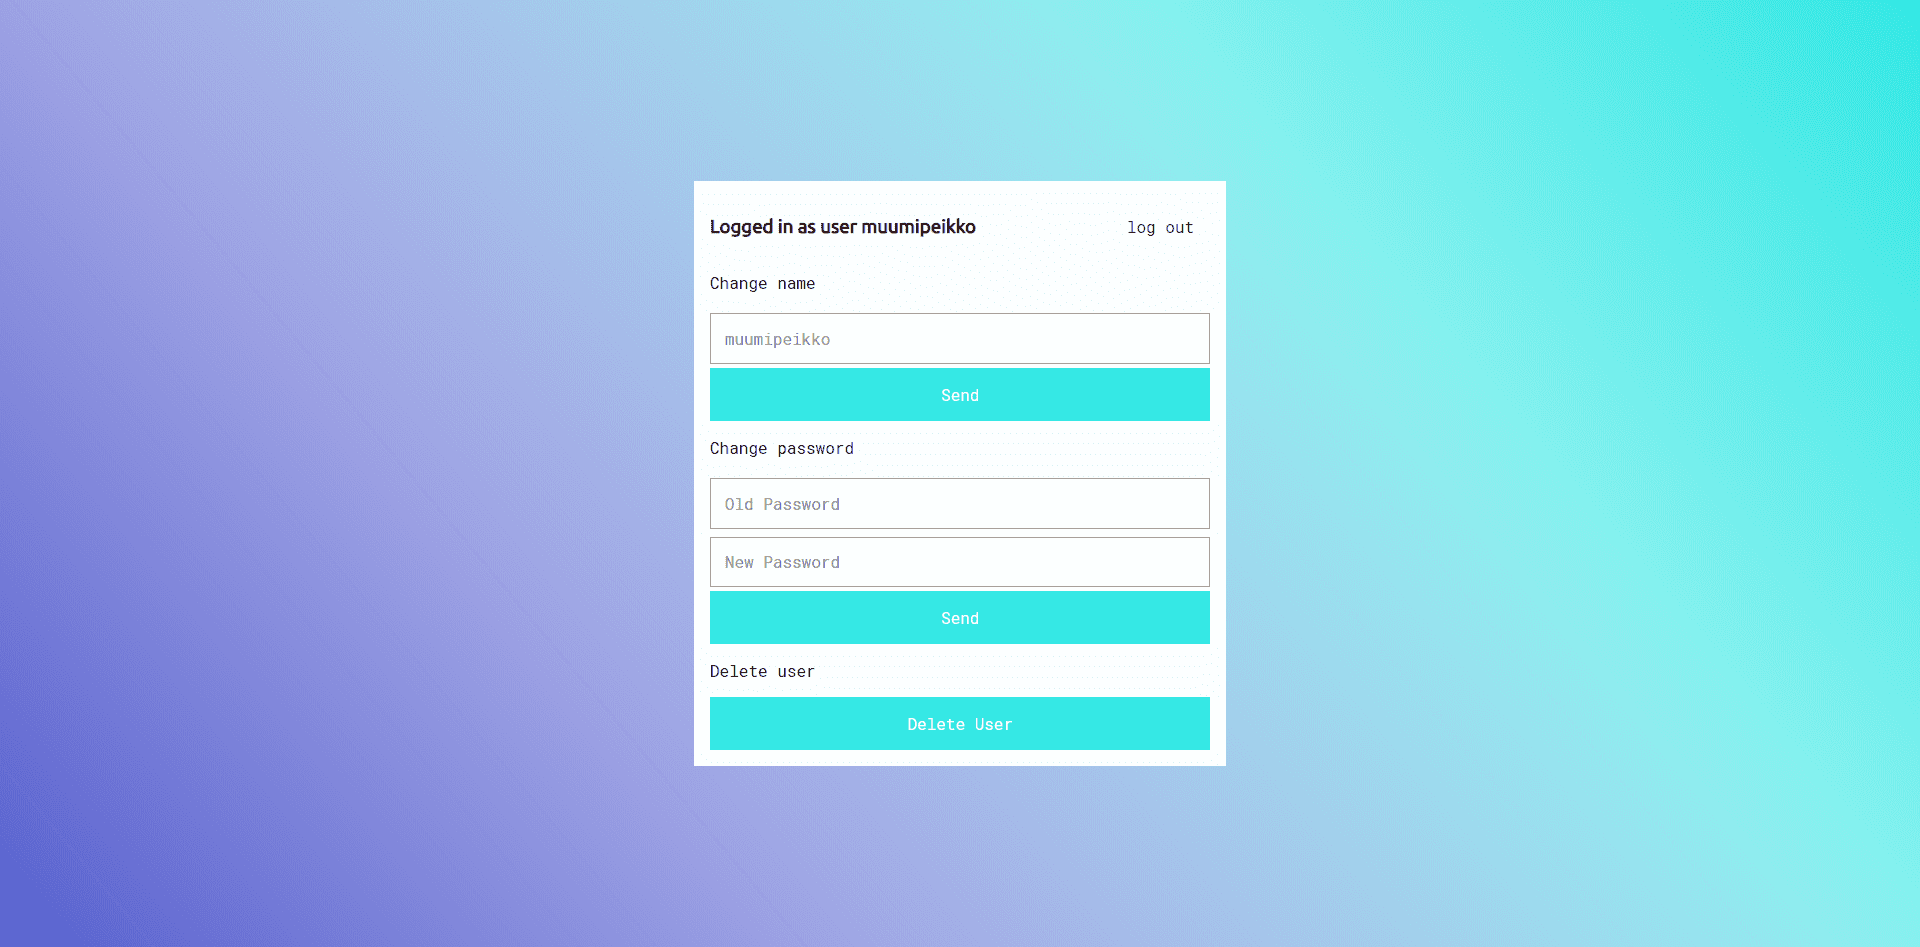 Logged in as user muumipeikko log out
Change name
muumipeikko
Send
Change password
Old Password
New Password
Send
Delete user
Delete User